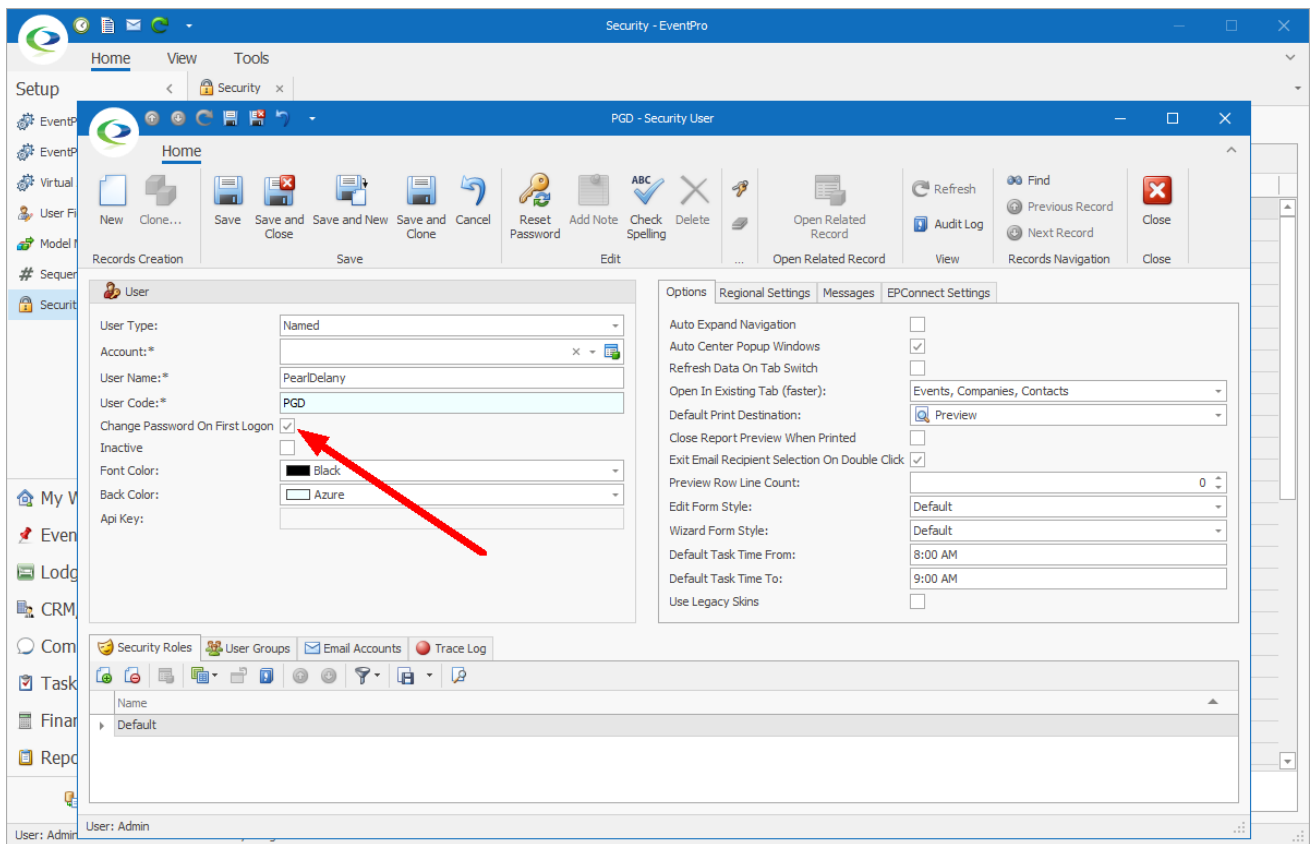 Security - EventPro
Home View Tools
Setup
Security
EventP
EventP
Virtual
User Fi
Model
Sequer
Securit
My W
Even
Lodg
CRM,
Com
Task
Finar
Repo
User: Admin
PGD - Security User
Home
New Clone... Save Save and Close Save and New Save and Clone Cancel Reset Password Add Note Check Spelling Delete Open Related Record Refresh Audit Log Find Previous Record Next Record Close
ABC
Records Creation Save Edit ... Open Related Record View Records Navigation Close
User
User Type: Named
Account:*
User Name:* PearlDelany
User Code:* PGD
Change Password On First Logon
Inactive
Font Color: Black
Back Color: Azure
Api Key:
Options Regional Settings Messages EPConnect Settings
Auto Expand Navigation
Auto Center Popup Windows
Refresh Data On Tab Switch
Open In Existing Tab (faster): Events, Companies, Contacts
Default Print Destination: Preview
Close Report Preview When Printed
Exit Email Recipient Selection On Double Click
Preview Row Line Count: 0
Edit Form Style: Default
Wizard Form Style: Default
Default Task Time From: 8:00 AM
Default Task Time To: 9:00 AM
Use Legacy Skins
Security Roles User Groups Email Accounts Trace Log
Name
Default
User: Admin